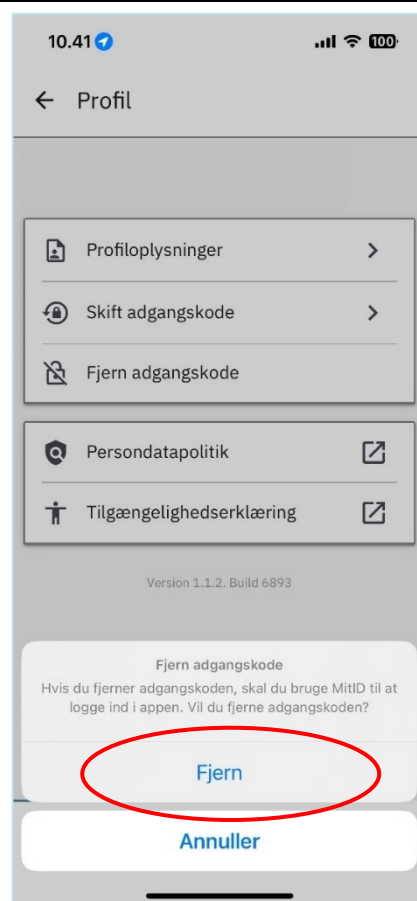 10.41
100
Profil
Profiloplysninger
Skift adgangskode
Fjern adgangskode
Persondatapolitik
Tilgængelighedserklæring
Version 1.1.2. Build 6893
Fjern adgangskode
Hvis du fjerner adgangskoden, skal du bruge MitID til at
logge ind i appen. Vil du fjerne adgangskoden?
Fjern
Annuller